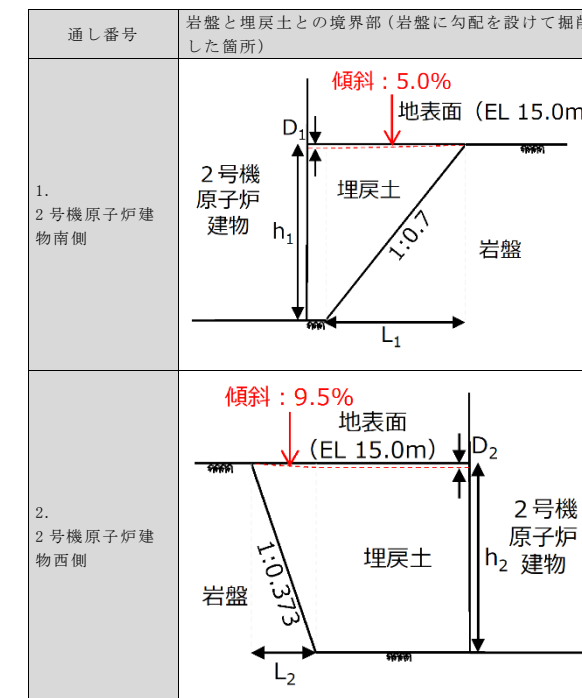 通し番号
岩盤と埋戻土との境界部（岩盤に勾配を設けて掘削
した箇所）
1.
2号機原子炉建
物南側
傾斜：5.0%
地表面（EL 15.0m
D1
２号機
原子炉
建物
埋戻土
h1
1:0.7
岩盤
L1
2.
2号機原子炉建
物西側
傾斜：9.5%
地表面
（EL 15.0m）
D2
1:0.373
岩盤
埋戻土
h2
２号機
原子炉
建物
L2